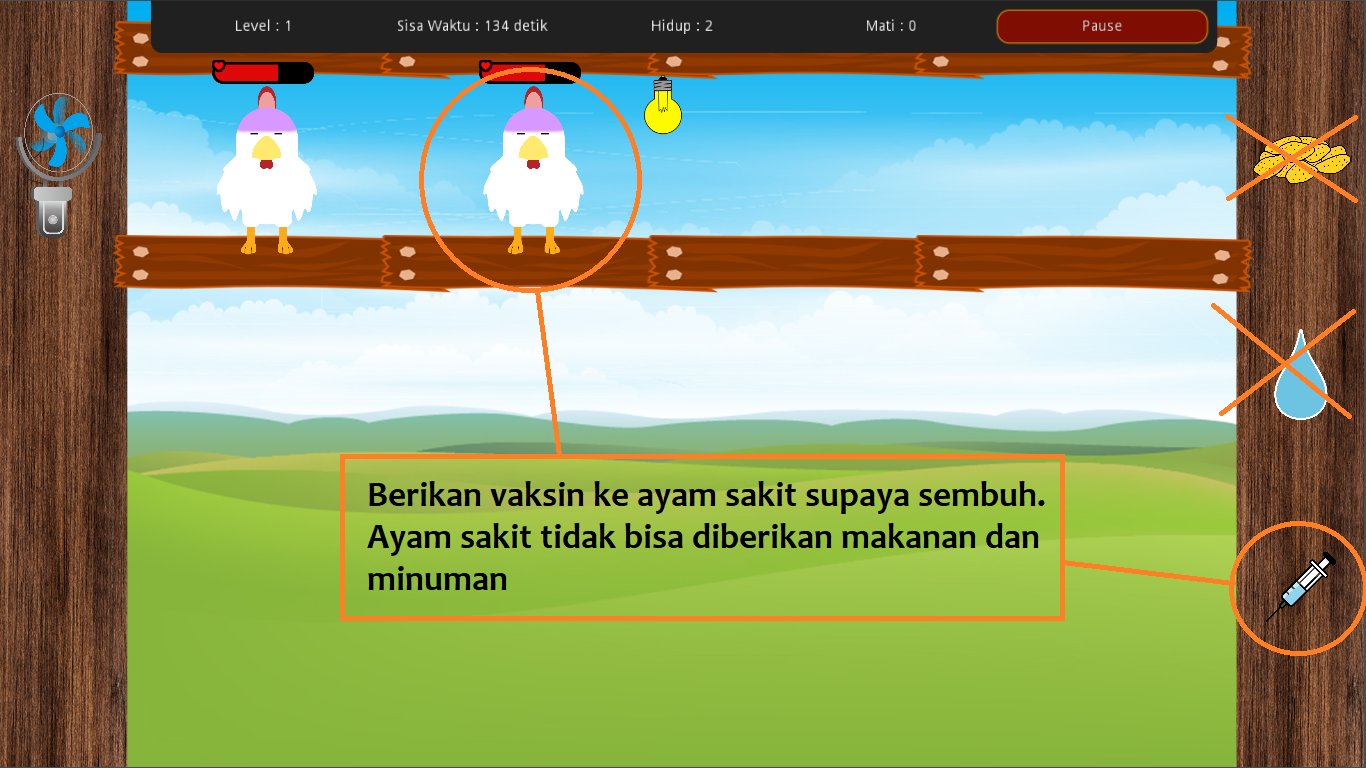 Level : 1
Sisa Waktu : 134 detik
Hidup : 2
Mati : 0
Pause
Berikan vaksin ke ayam sakit supaya sembuh.
Ayam sakit tidak bisa diberikan makanan dan
minuman